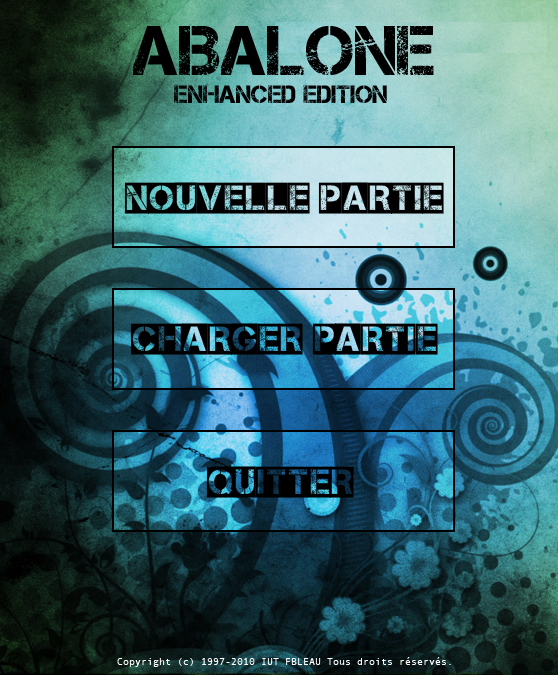 ABALONE
ENHANCED EDITION
NOUVELLE PARTIE
CHARGER PARTIE
QUITTER
Copyright (c) 1997-2010 IUT FBLEAU Tous droits réservés.